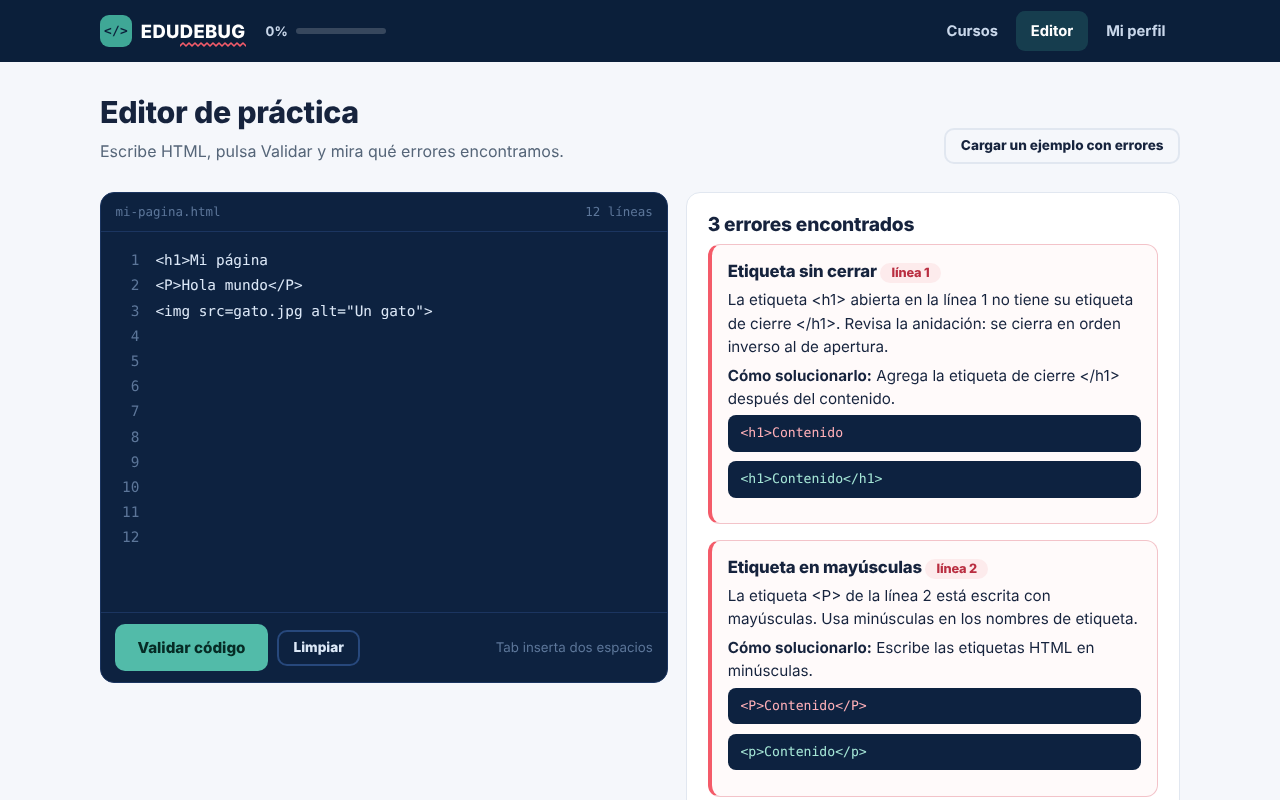 </> EDUDEBUG 0% Cursos Editor Mi perfil
Editor de práctica
Escribe HTML, pulsa Validar y mira qué errores encontramos.
Cargar un ejemplo con errores
mi-pagina.html 12 líneas
1 <h1>Mi página
2 <P>Hola mundo</P>
3 <img src=gato.jpg alt="Un gato">
4
5
6
7
8
9
10
11
12
Validar código Limpiar Tab inserta dos espacios
3 errores encontrados
Etiqueta sin cerrar línea 1
La etiqueta <h1> abierta en la línea 1 no tiene su etiqueta
de cierre </h1>. Revisa la anidación: se cierra en orden
inverso al de apertura.
Cómo solucionarlo: Agrega la etiqueta de cierre </h1>
después del contenido.
<h1>Contenido
<h1>Contenido</h1>
Etiqueta en mayúsculas línea 2
La etiqueta <P> de la línea 2 está escrita con
mayúsculas. Usa minúsculas en los nombres de etiqueta.
Cómo solucionarlo: Escribe las etiquetas HTML en
minúsculas.
<P>Contenido</P>
<p>Contenido</p>